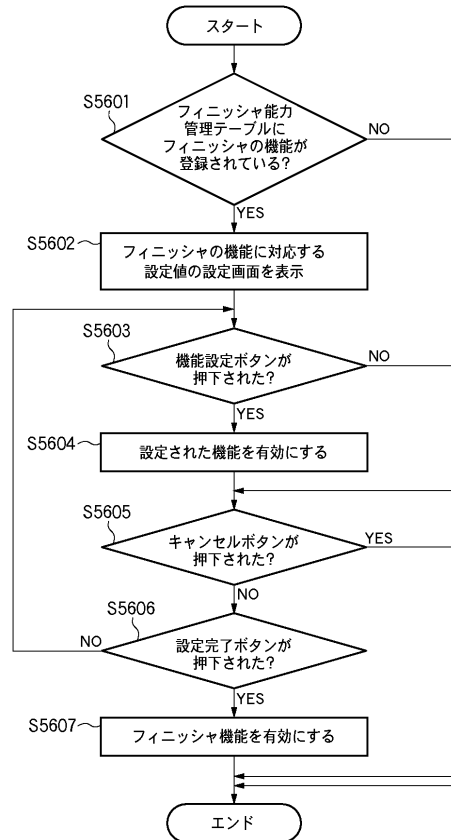 スタート
S5601
フィニッシャ能力
管理テーブルに
フィニッシャの機能が
登録されている?
NO
YES
S5602
フィニッシャの機能に対応する
設定値の設定画面を表示
S5603
機能設定ボタンが
押下された?
NO
YES
S5604
設定された機能を有効にする
S5605
キャンセルボタンが
押下された?
YES
NO
S5606
設定完了ボタンが
押下された?
NO
YES
S5607
フィニッシャ機能を有効にする
エンド